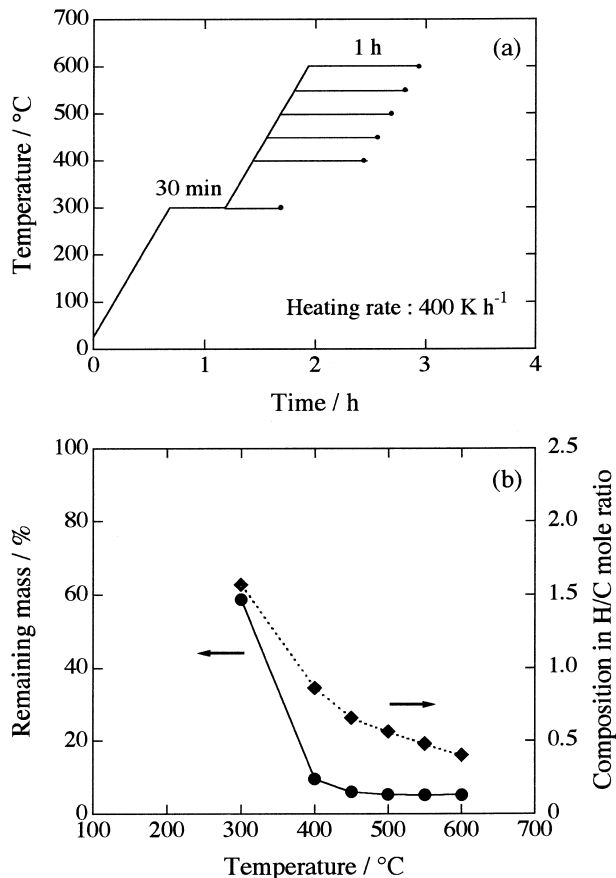 700
600
500
400
300
200
100
0
Temperature / °C
(a)
1 h
30 min
Heating rate : 400 K h⁻¹
0 1 2 3 4
Time / h
100
80
60
40
20
0
Remaining mass / %
(b)
2.5
2.0
1.5
1.0
0.5
0
Composition in H/C mole ratio
100 200 300 400 500 600 700
Temperature / °C